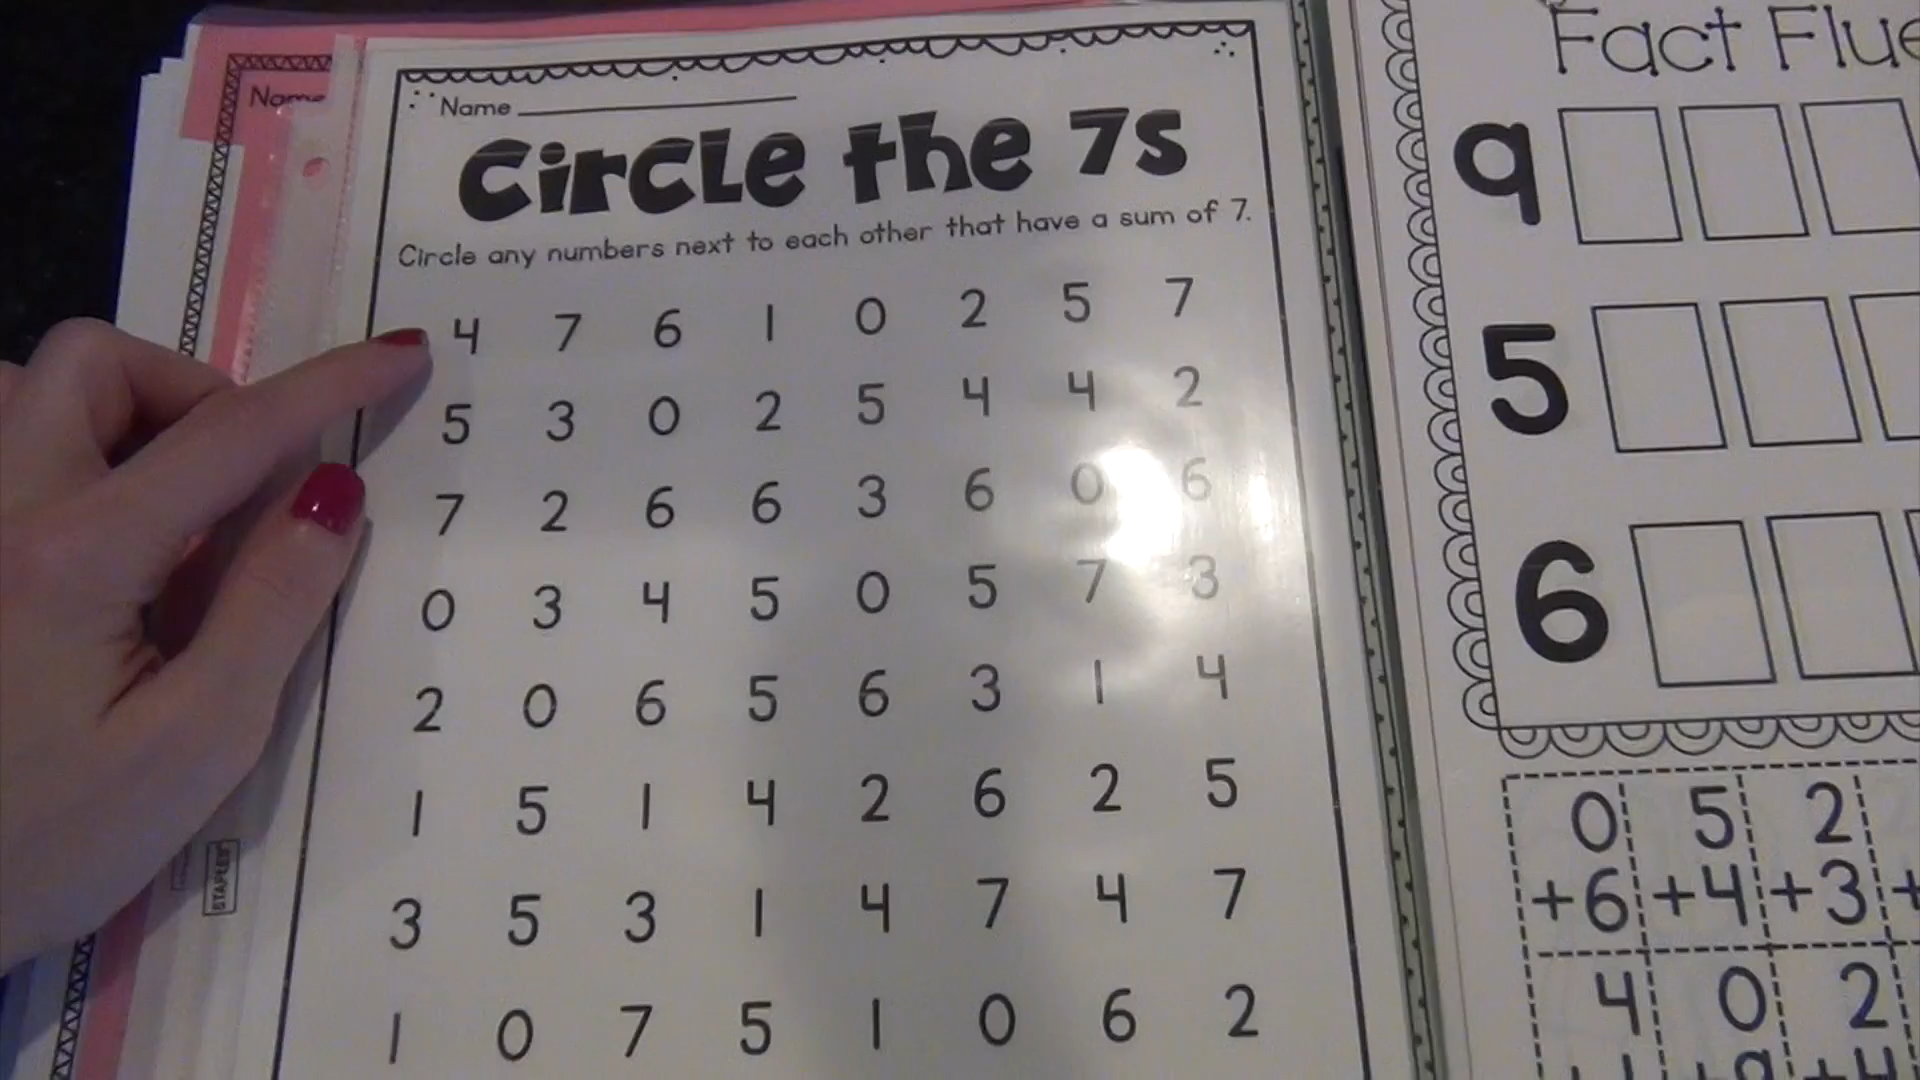 Name
Name
Circle the 7s
Circle any numbers next to each other that have a sum of 7.
4 7 6 1 0 2 5 7
5 3 0 2 5 4 4 2
7 2 6 6 3 6 0 6
0 3 4 5 0 5 7 3
2 0 6 5 6 3 1 4
1 5 1 4 2 6 2 5
3 5 3 1 4 7 4 7
1 0 7 5 1 0 6 2
STAPLES
Fact Flue
9
5
6
0 5 2
+6 +4 +3 +
4 0 2